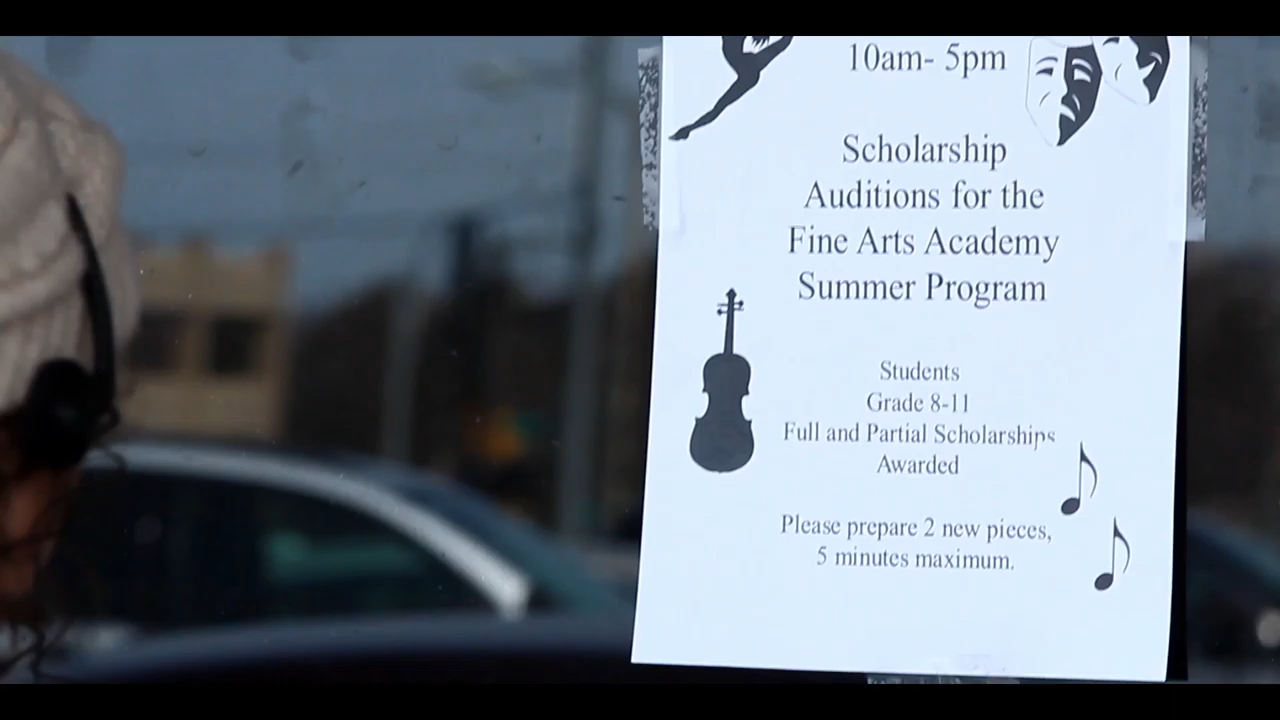 10am- 5pm
Scholarship
Auditions for the
Fine Arts Academy
Summer Program
Students
Grade 8-11
Full and Partial Scholarships
Awarded
Please prepare 2 new pieces,
5 minutes maximum.